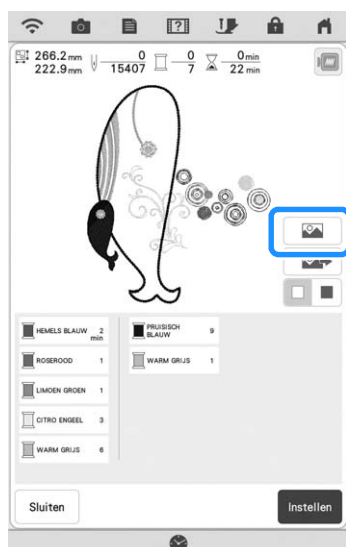 266.2 mm
222.9 mm
0
15407
0
7
0 min
22 min
HEMELS BLAUW 2 min
ROSEROOD 1
LIMOEN GROEN 1
CITRO ENGEEL 3
WARM GRIJS 6
PRUISISCH BLAUW 9
WARM GRIJS 1
Sluiten
Instellen